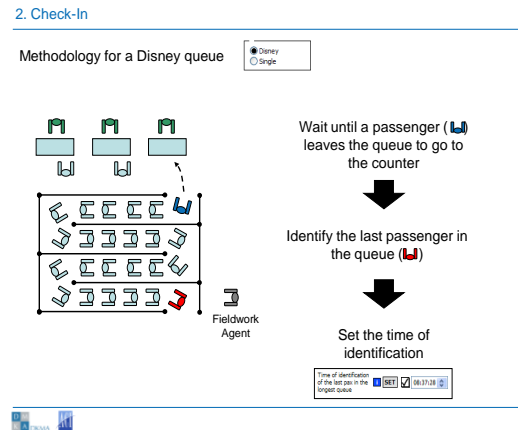 2. Check-In
Methodology for a Disney queue
Disney
Single
Wait until a passenger ( )
leaves the queue to go to
the counter
Identify the last passenger in
the queue ( )
Fieldwork
Agent
Set the time of
identification
Time of identification
of the last pax in the
longest queue
SET
00:37:28